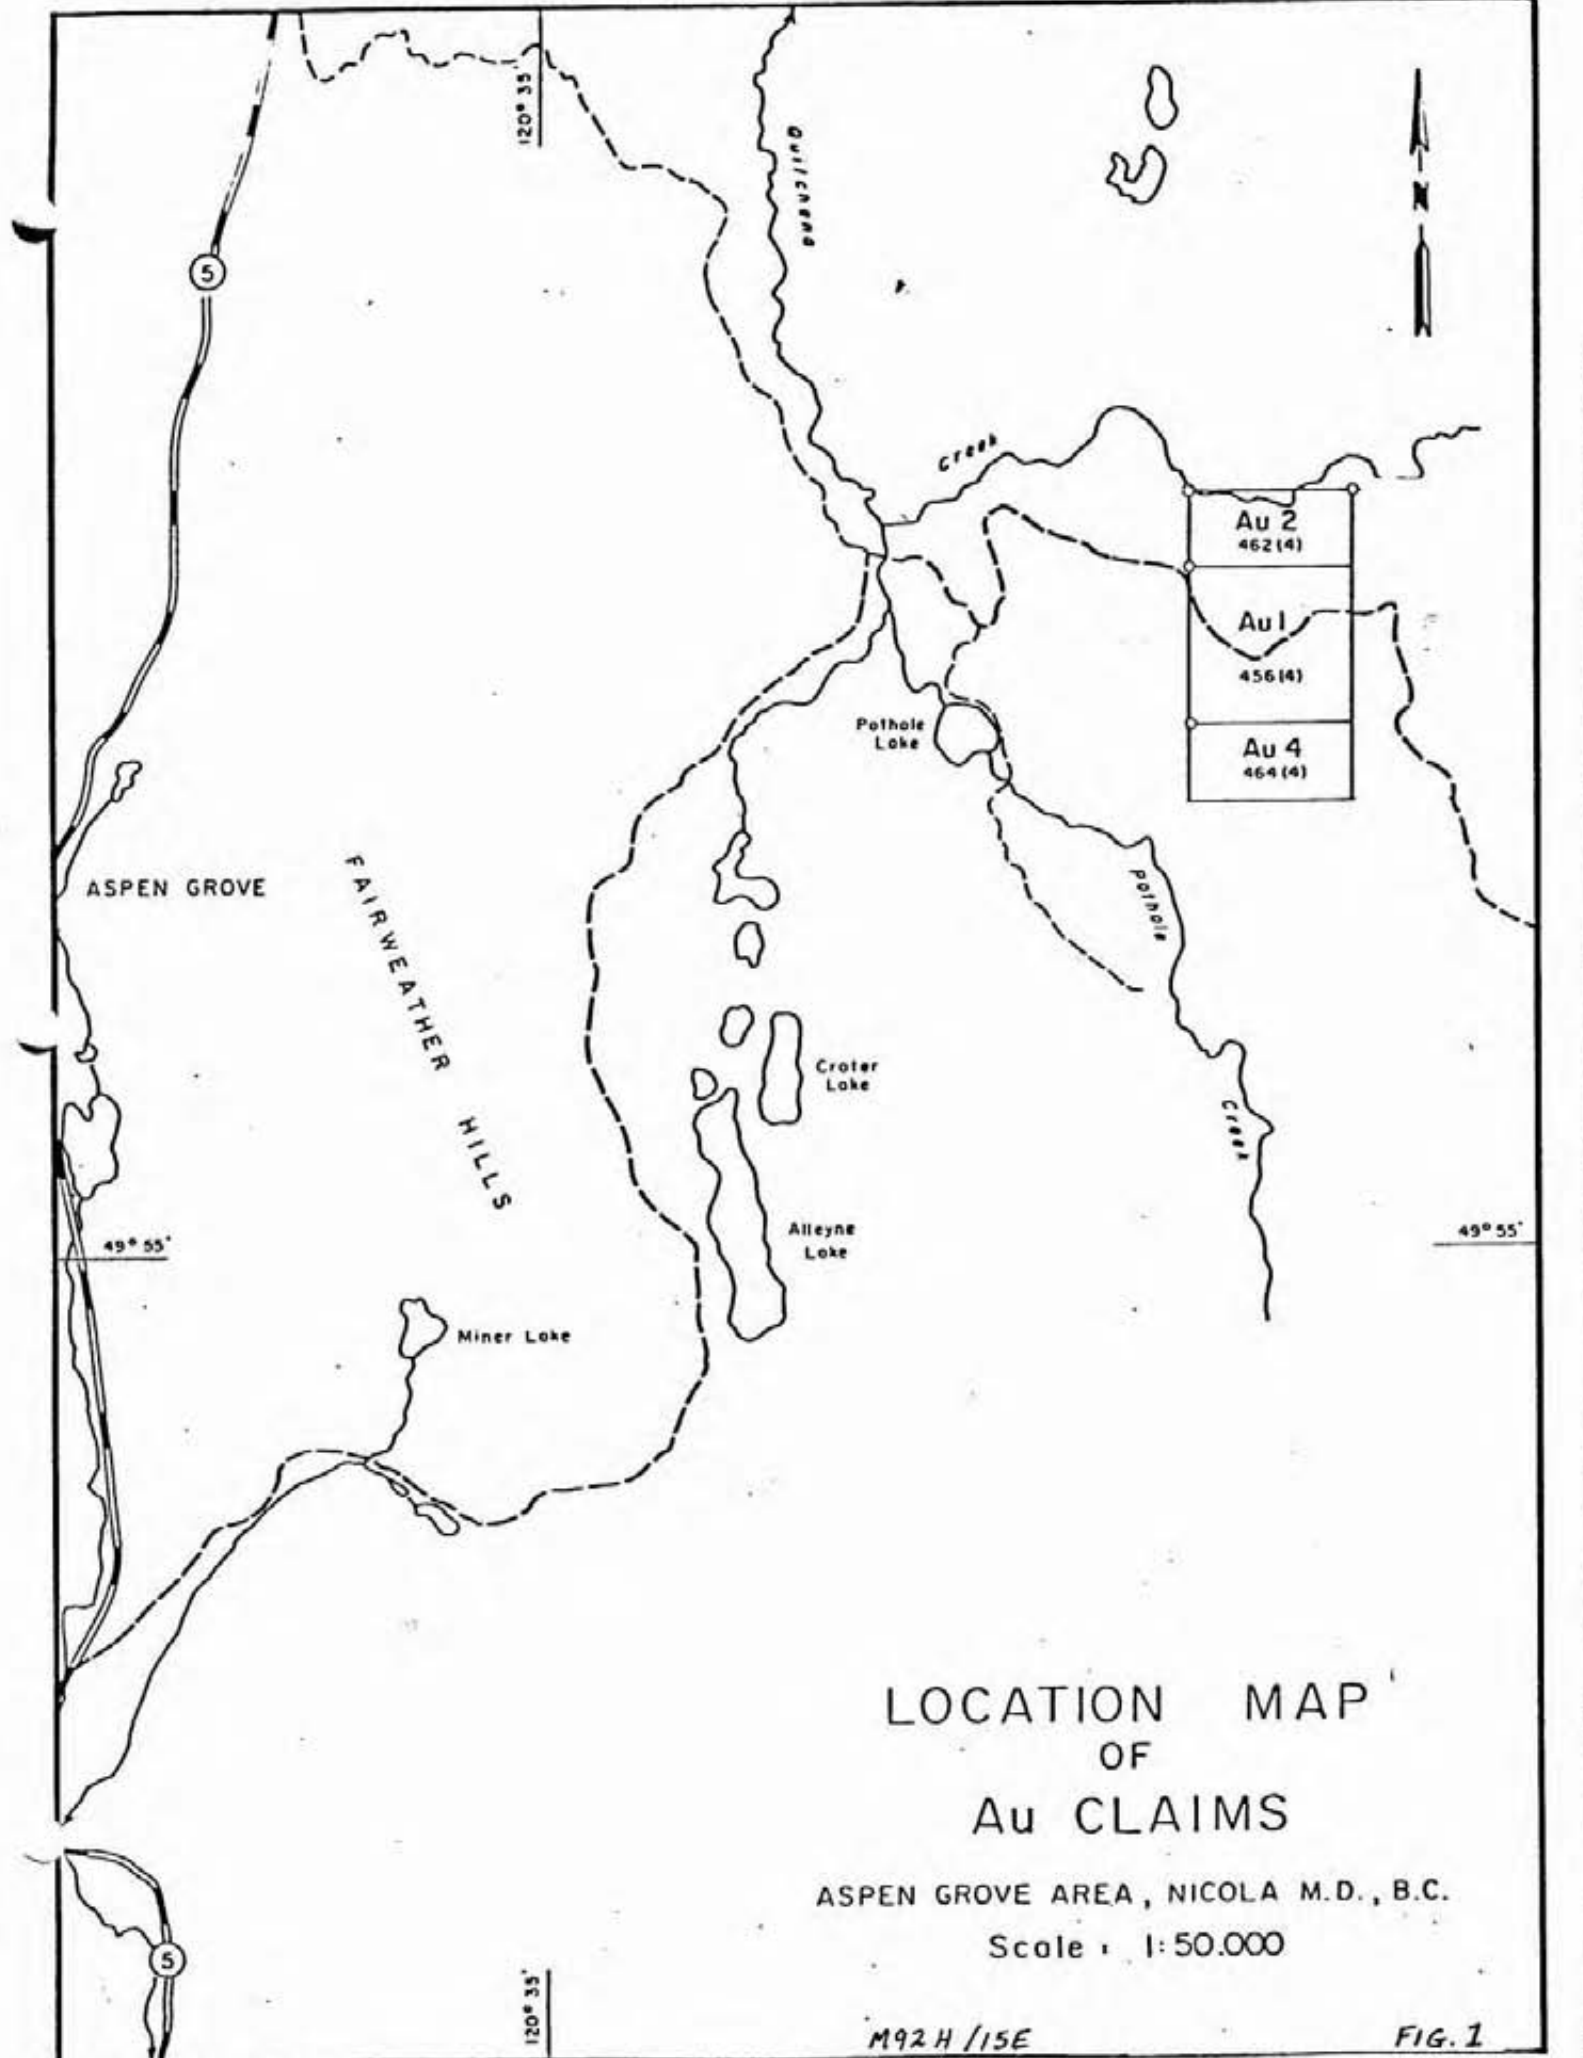 120° 35'
Quilchena
5
Creek
Au 2
462(4)
Au 1
456(4)
Pothole
Lake
Au 4
464(4)
ASPEN GROVE
FAIRWEATHER HILLS
Pothole
Creek
Crater
Lake
Alleyne
Lake
49° 55'
49° 55'
Miner Lake
LOCATION MAP
OF
Au CLAIMS
ASPEN GROVE AREA, NICOLA M.D., B.C.
Scale : 1:50.000
5
120° 35'
M92H/15E
FIG. 1
N